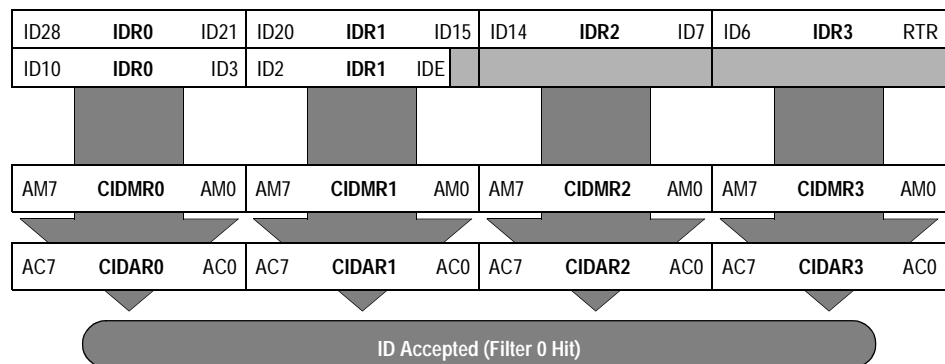 ID28 IDR0 ID21 ID20 IDR1 ID15 ID14 IDR2 ID7 ID6 IDR3 RTR
ID10 IDR0 ID3 ID2 IDR1 IDE
AM7 CIDMR0 AM0 AM7 CIDMR1 AM0 AM7 CIDMR2 AM0 AM7 CIDMR3 AM0
AC7 CIDAR0 AC0 AC7 CIDAR1 AC0 AC7 CIDAR2 AC0 AC7 CIDAR3 AC0
ID Accepted (Filter 0 Hit)